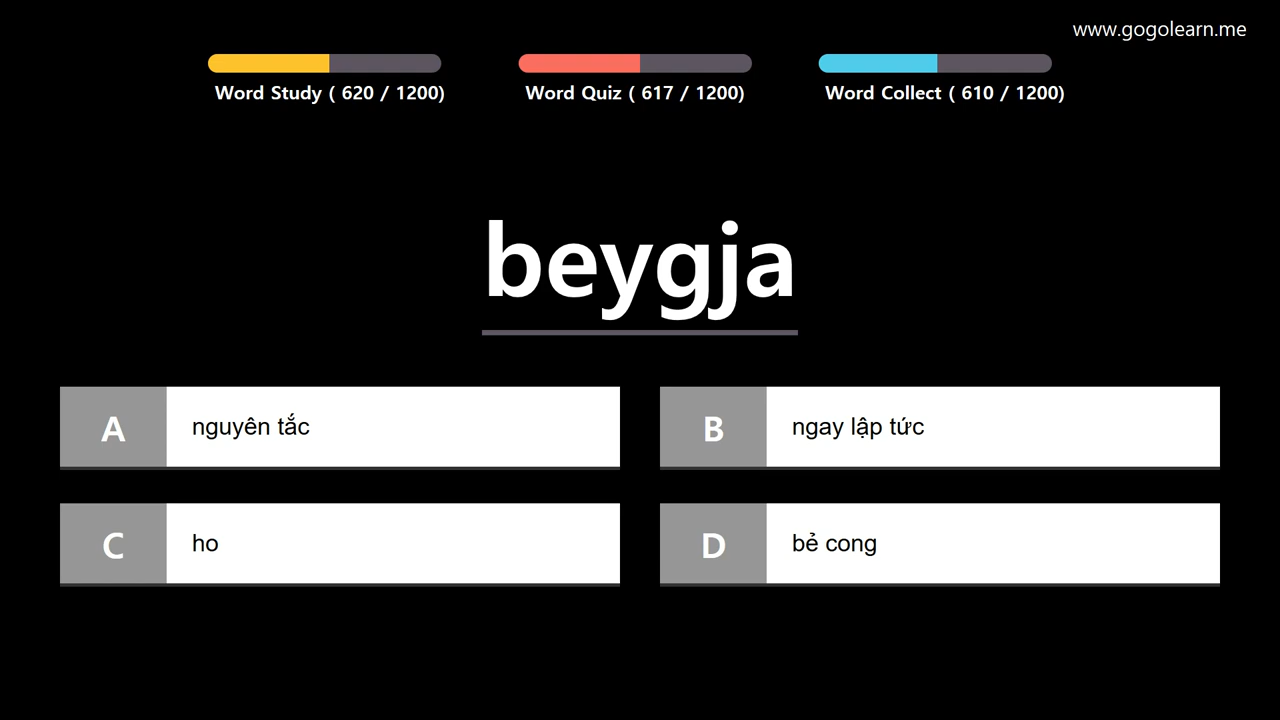 www.gogolearn.me
Word Study ( 620 / 1200)
Word Quiz ( 617 / 1200)
Word Collect ( 610 / 1200)
beygja
A
nguyên tắc
B
ngay lập tức
C
ho
D
bẻ cong